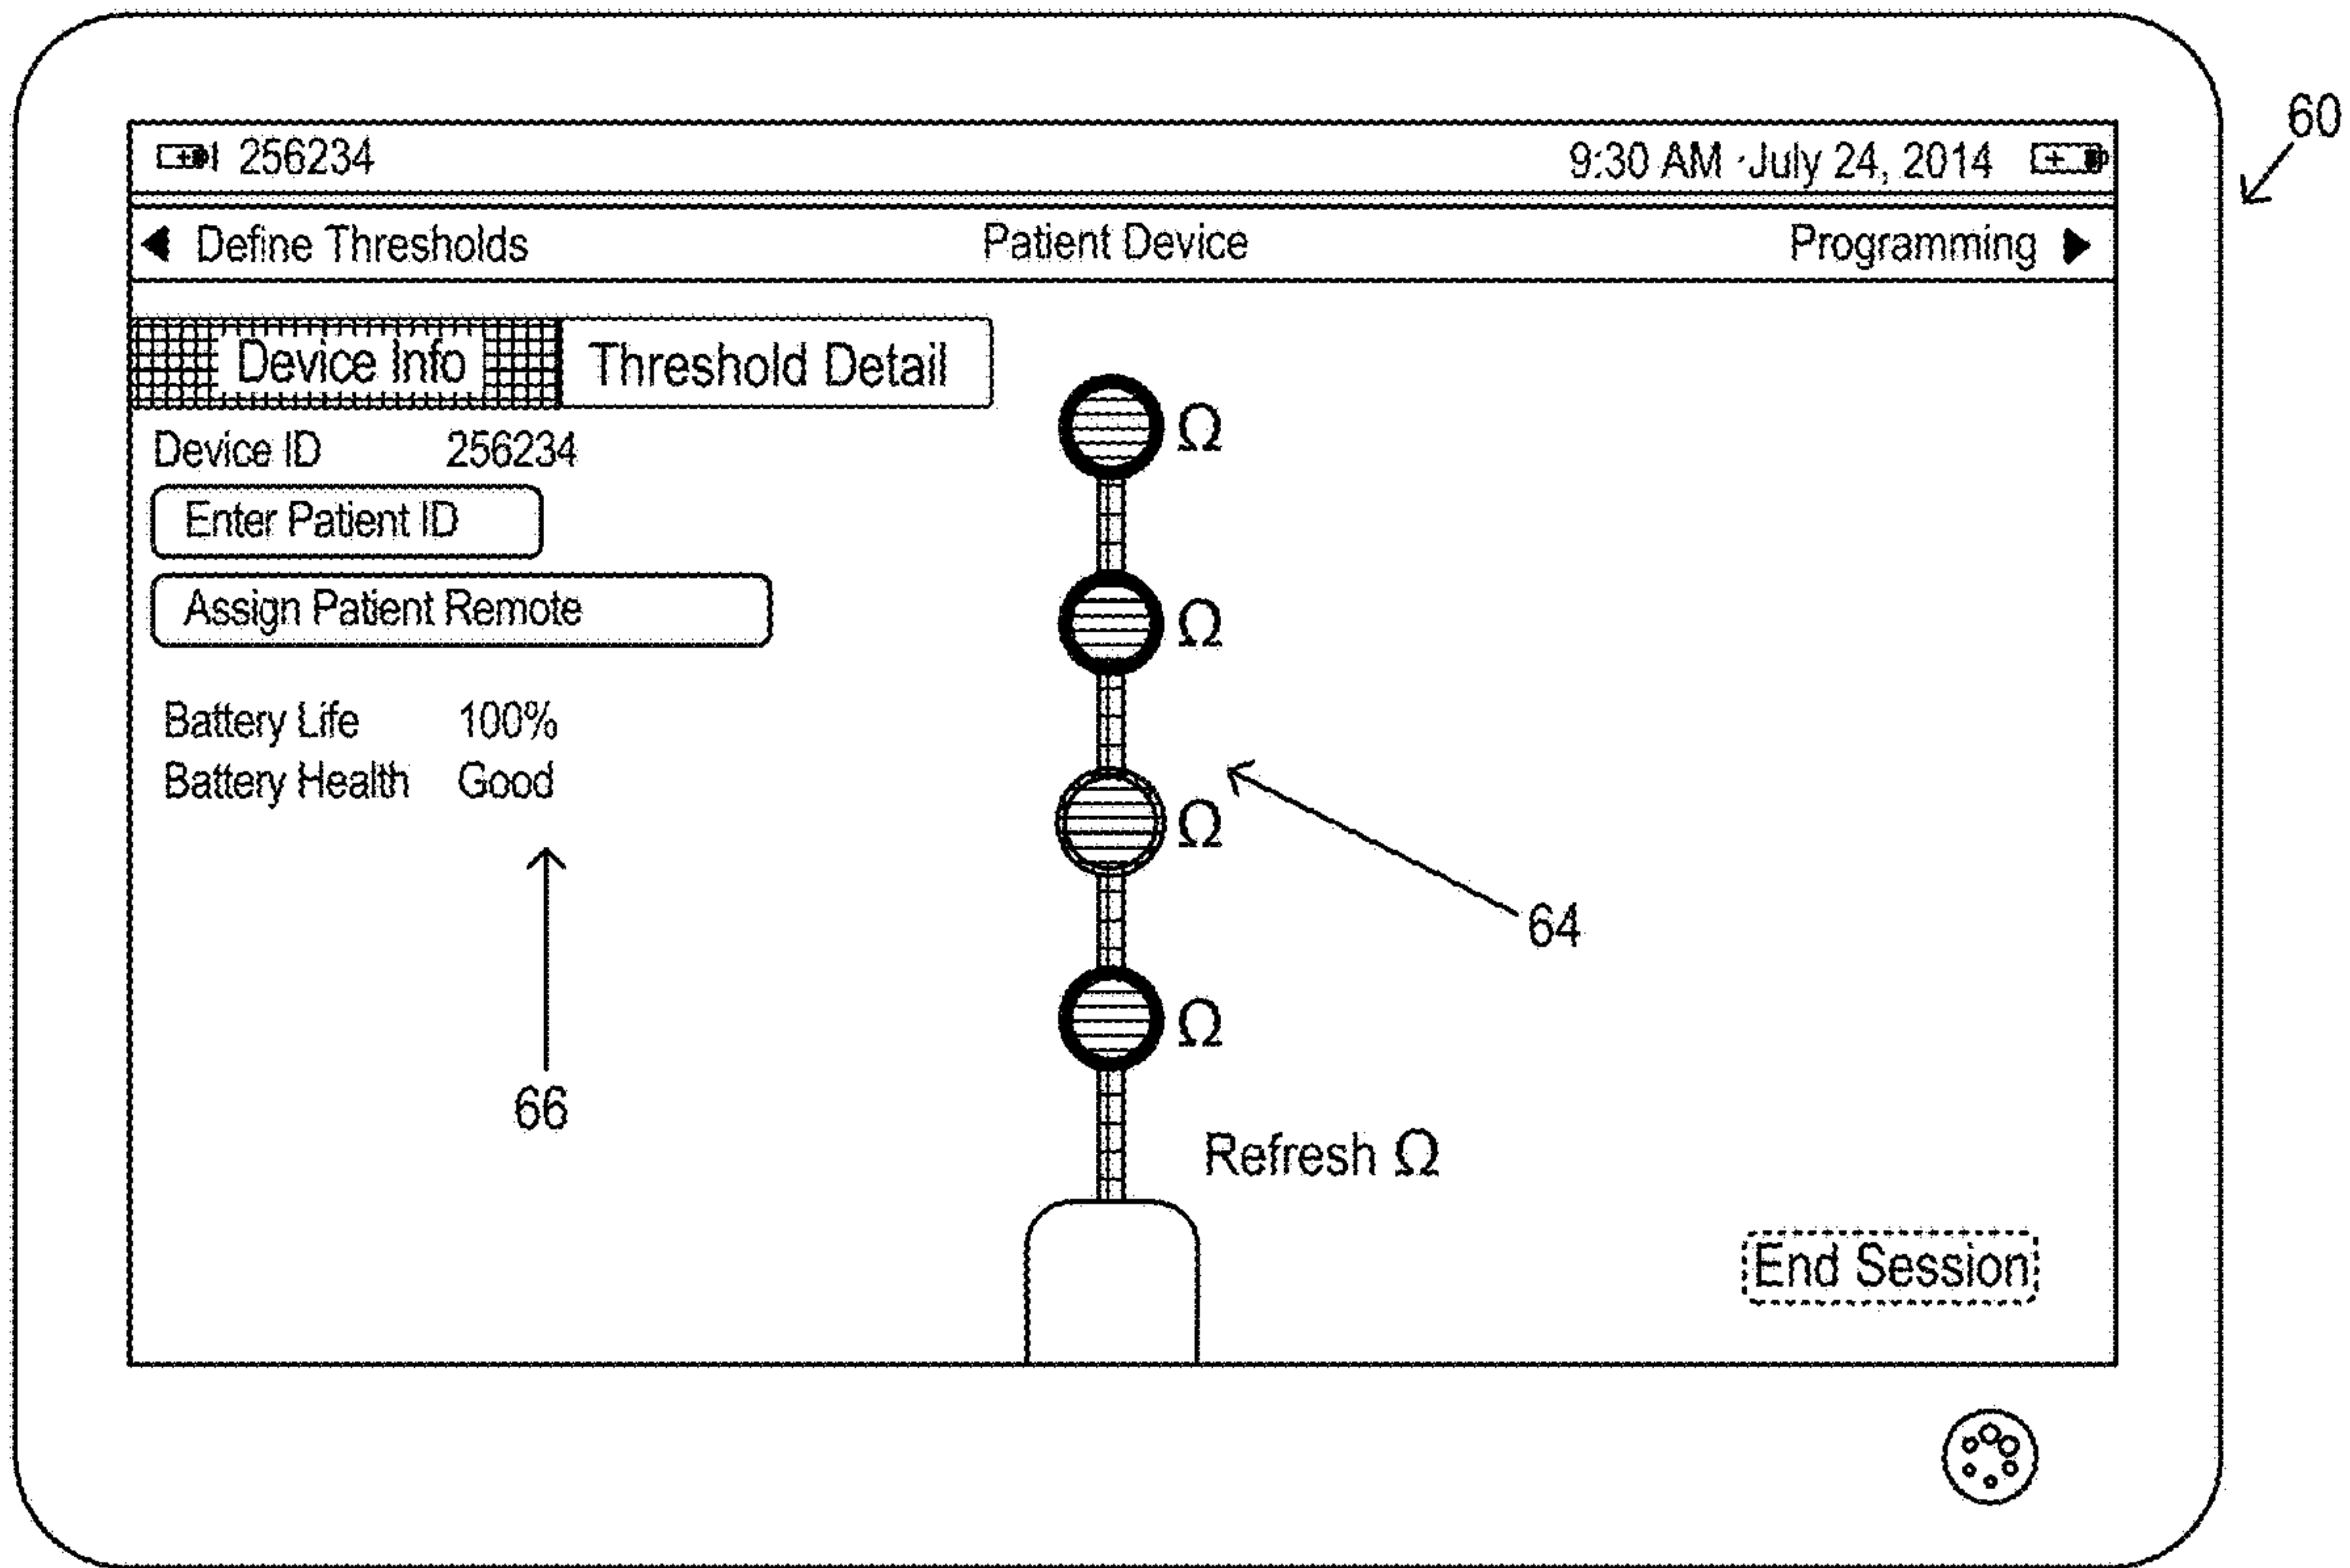 256234 9:30 AM July 24, 2014
60
Define Thresholds Patient Device Programming
Device Info Threshold Detail
Ω
Device ID 256234
Enter Patient ID
Assign Patient Remote
Ω
Battery Life 100%
Battery Health Good
Ω
64
Ω
66
Refresh Ω
End Session